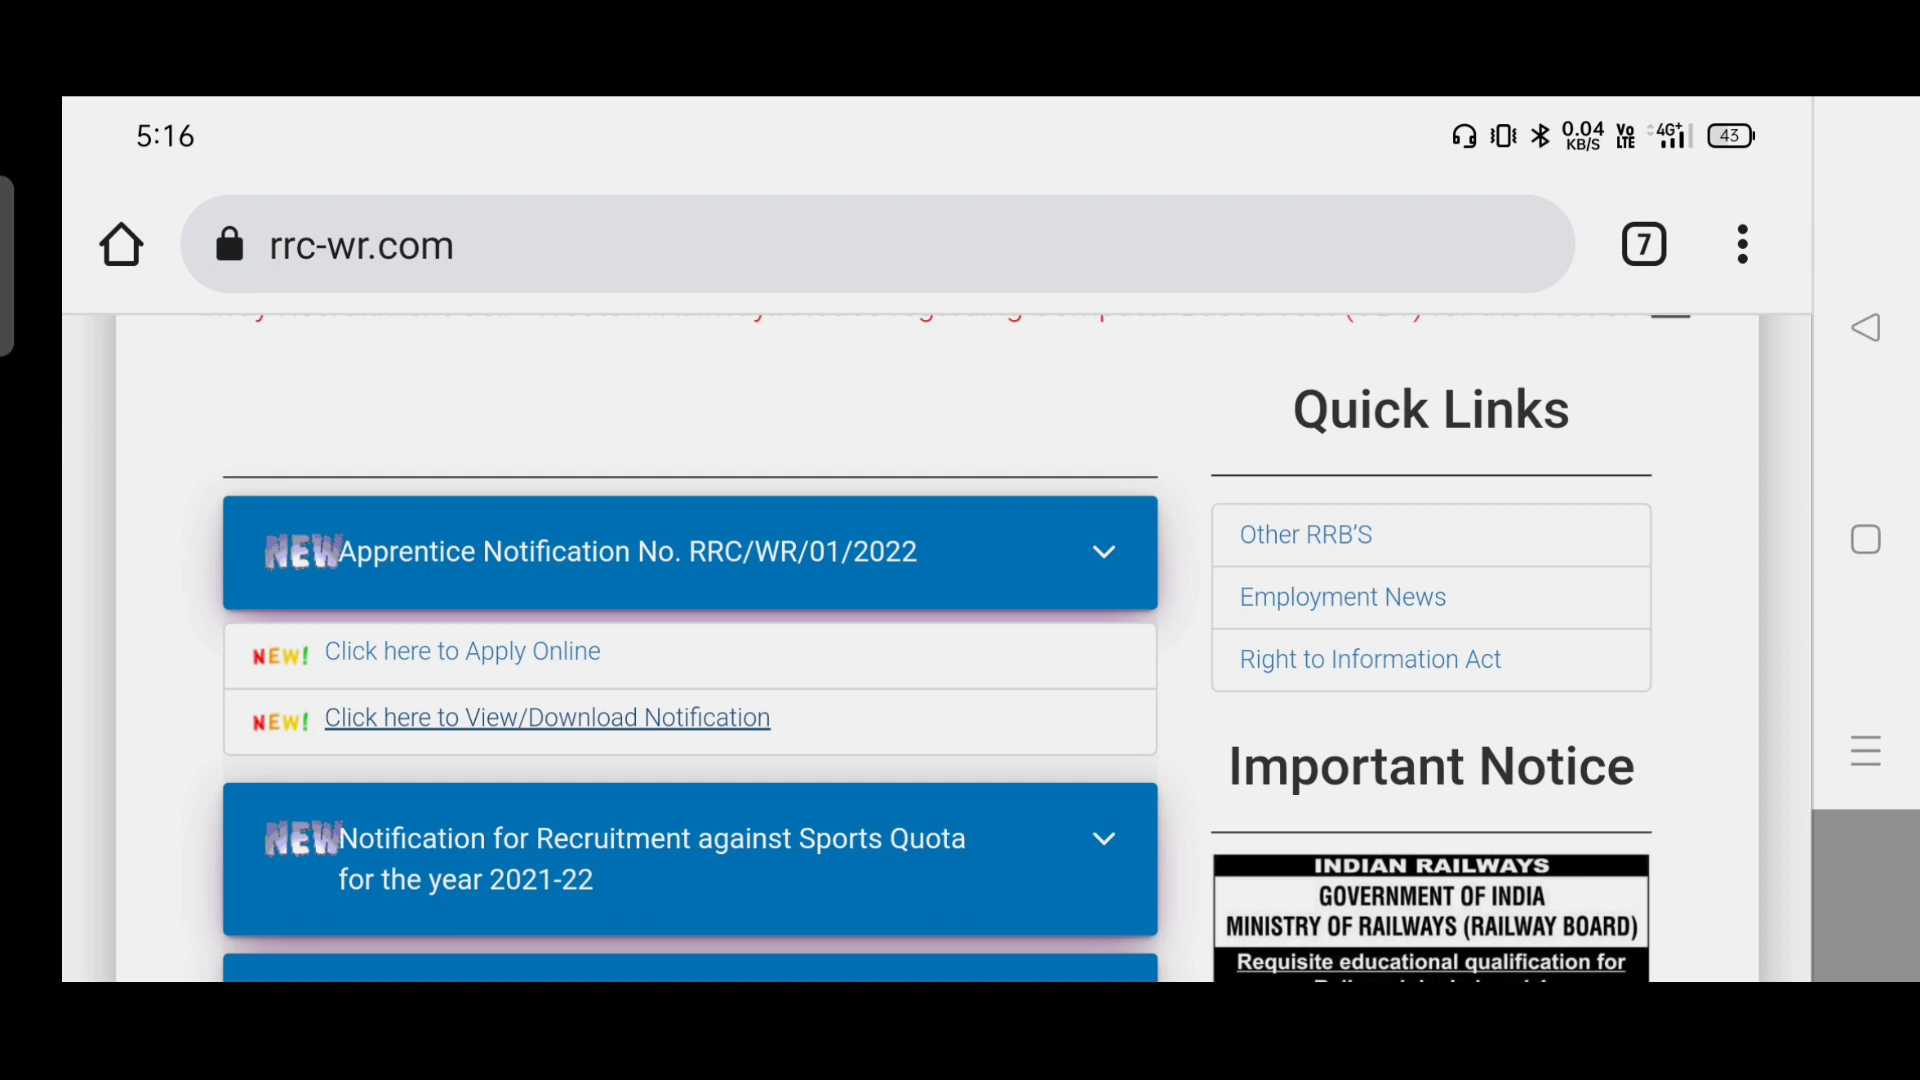 5:16
0.04
KB/S
Vo
LTE
4G+
43
rrc-wr.com
7
Quick Links
NEW Apprentice Notification No. RRC/WR/01/2022
NEW! Click here to Apply Online
NEW! Click here to View/Download Notification
NEW Notification for Recruitment against Sports Quota
for the year 2021-22
Other RRB'S
Employment News
Right to Information Act
Important Notice
INDIAN RAILWAYS
GOVERNMENT OF INDIA
MINISTRY OF RAILWAYS (RAILWAY BOARD)
Requisite educational qualification for